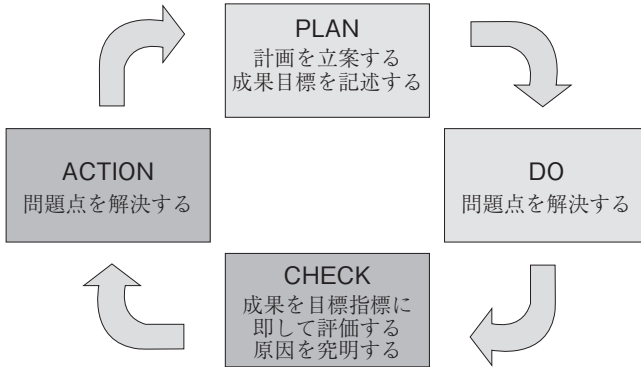 PLAN
計画を立案する
成果目標を記述する
ACTION
問題点を解決する
DO
問題点を解決する
CHECK
成果を目標指標に
即して評価する
原因を究明する